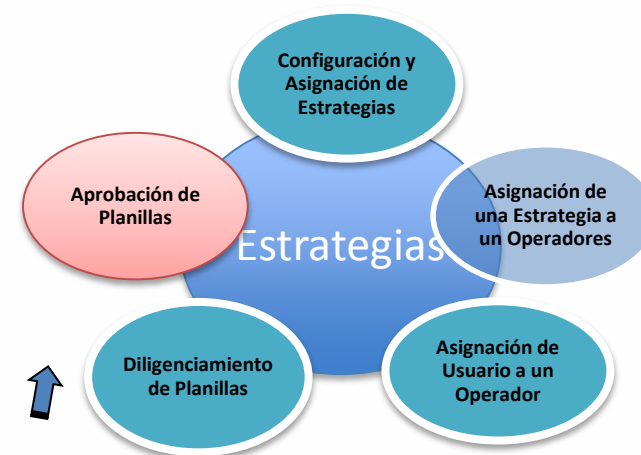 Configuración y
Asignación de
Estrategias
Aprobación de
Planillas
Asignación de
una Estrategia a
un Operadores
Estrategias
Diligenciamiento
de Planillas
Asignación de
Usuario a un
Operador